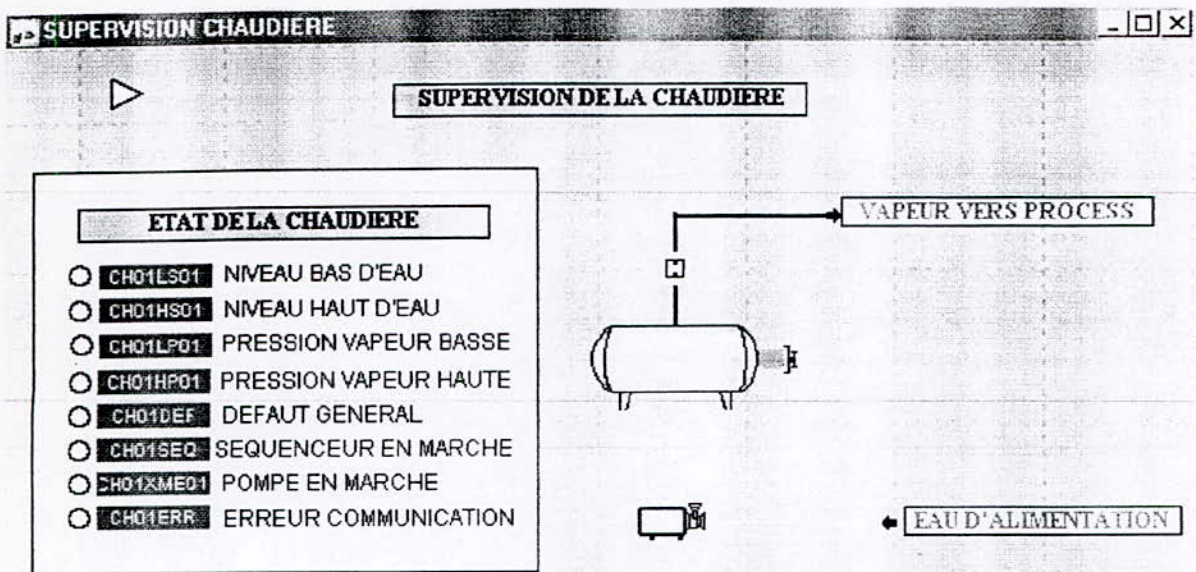 SUPERVISION CHAUDIERE
SUPERVISION DE LA CHAUDIERE
ETAT DE LA CHAUDIERE
CH01LS01 NIVEAU BAS D'EAU
CH01HS01 NIVEAU HAUT D'EAU
CH01LP01 PRESSION VAPEUR BASSE
CH01HP01 PRESSION VAPEUR HAUTE
CH01DEF DEFAUT GENERAL
CH01SEQ SEQUENCEUR EN MARCHE
CH01XME01 POMPE EN MARCHE
CH01ERR ERREUR COMMUNICATION
VAPEUR VERS PROCESS
EAU D'ALIMENTATION